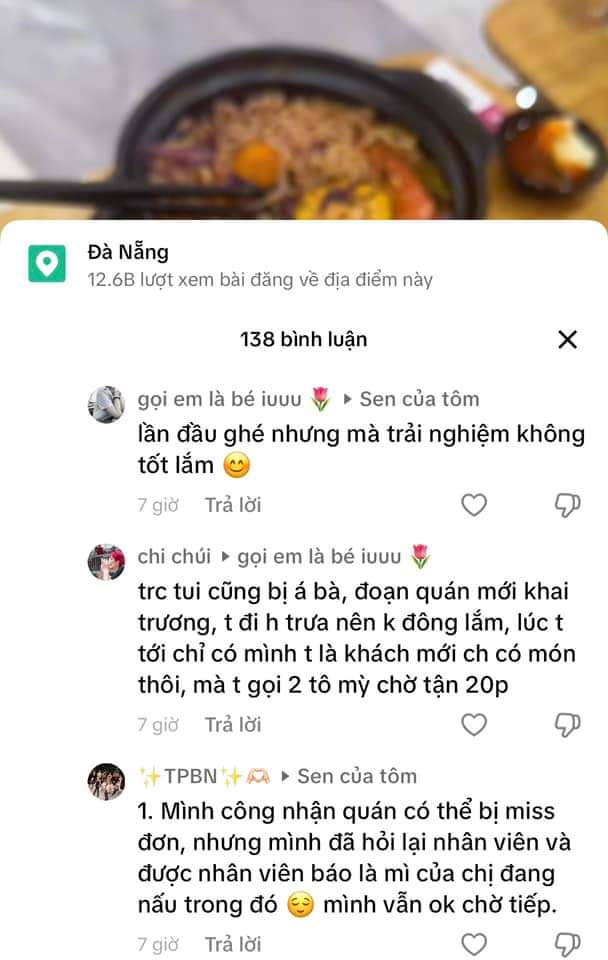 Đà Nẵng
12.6B lượt xem bài đăng về địa điểm này
138 bình luận
gọi em là bé iuuu 🌷 ▸ Sen của tôm
lần đầu ghé nhưng mà trải nghiệm không
tốt lắm 😊
7 giờ Trả lời
chi chúi ▸ gọi em là bé iuuu 🌷
trc tui cũng bị á bà, đoạn quán mới khai
trương, t đi h trưa nên k đông lắm, lúc t
tới chỉ có mình t là khách mới ch có món
thôi, mà t gọi 2 tô mỳ chờ tận 20p
7 giờ Trả lời
✨TPBN✨🫶🏻 ▸ Sen của tôm
1. Mình công nhận quán có thể bị miss
đơn, nhưng mình đã hỏi lại nhân viên và
được nhân viên báo là mì của chị đang
nấu trong đó 😌 mình vẫn ok chờ tiếp.
7 giờ Trả lời